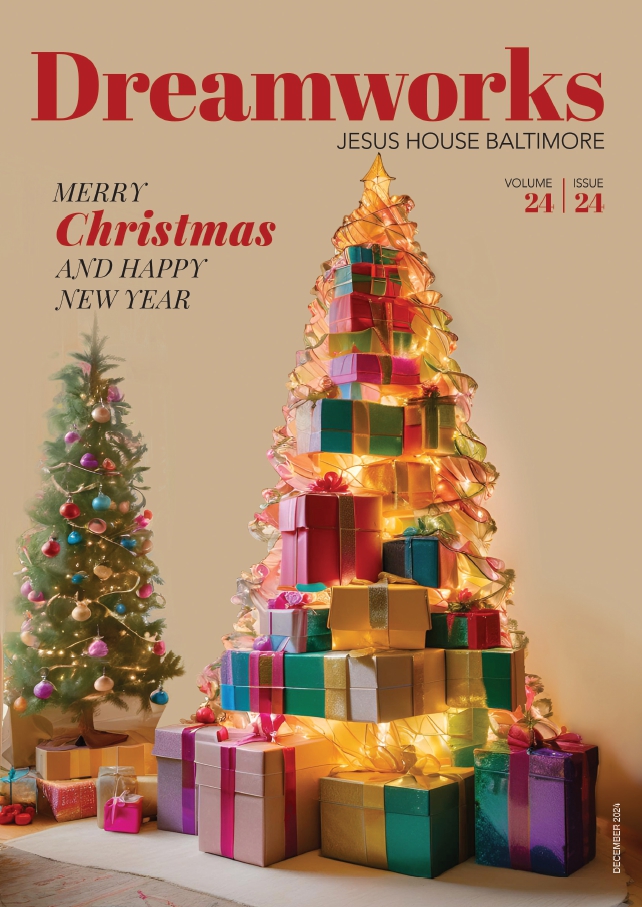 Dreamworks
JESUS HOUSE BALTIMORE
MERRY
Christmas
AND HAPPY
NEW YEAR
VOLUME | ISSUE
24 | 24
DECEMBER 2024